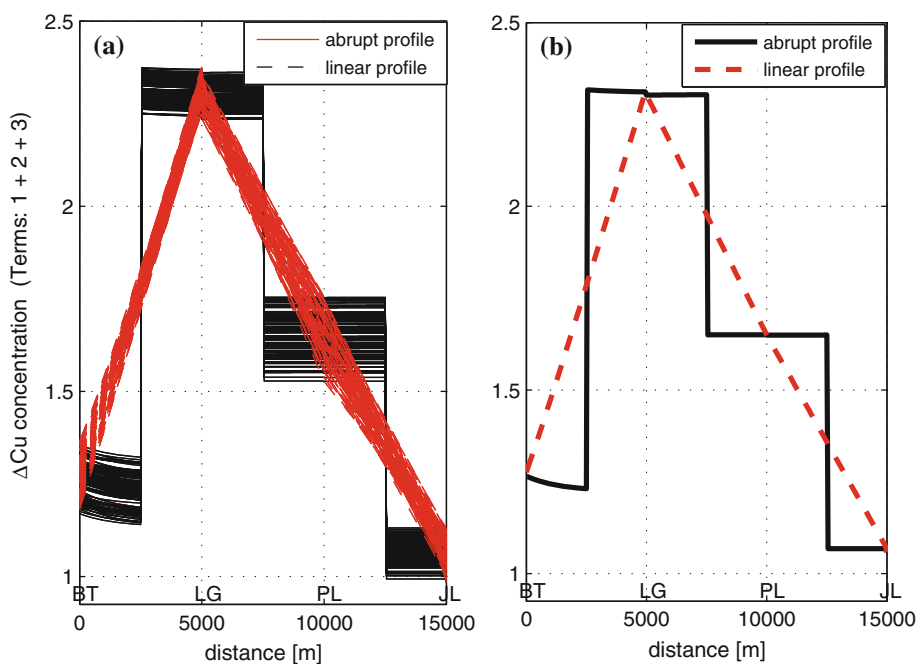 ΔCu concentration (Terms: 1 + 2 + 3)
2.5
2
1.5
1
(a)
abrupt profile
linear profile
BT
LG
PL
JL
0
5000
10000
15000
distance [m]
2.5
2
1.5
1
(b)
abrupt profile
linear profile
BT
LG
PL
JL
0
5000
10000
15000
distance [m]